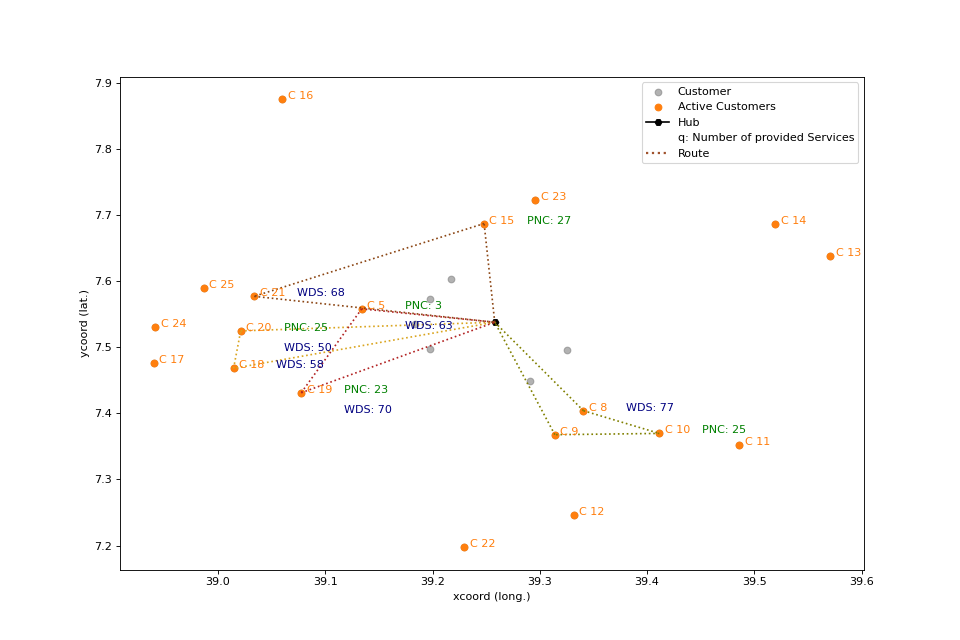 7.9
7.8
7.7
7.6
7.5
7.4
7.3
7.2
ycoord (lat.)
39.0
39.1
39.2
39.3
39.4
39.5
39.6
xcoord (long.)
Customer
Active Customers
Hub
q: Number of provided Services
Route
C 16
C 23
C 15 PNC: 27
C 14
C 13
C 25
C 21 WDS: 68
C 5 PNC: 3
WDS: 63
C 24
C 20 PNC: 25
WDS: 50
C 17
C 18 WDS: 58
C 19 PNC: 23
WDS: 70
C 8 WDS: 77
C 9
C 10 PNC: 25
C 11
C 12
C 22